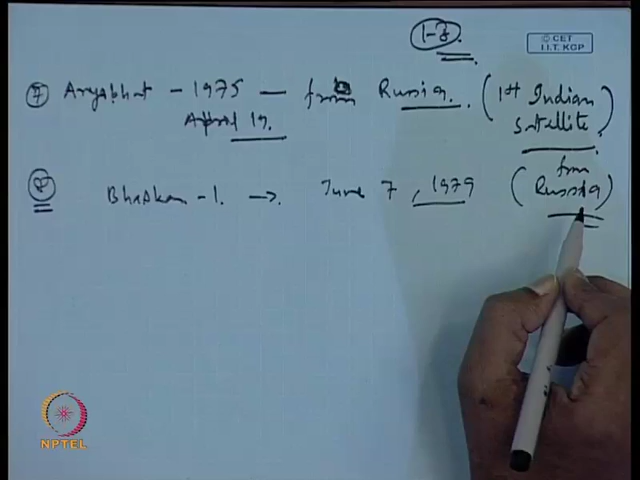 1-8.
© CET
I.I.T. KGP
7 Aryabhat - 1975 — from Russia. (1st Indian
April 19. Satellite)
8 Bhaskar - 1. → June 7, 1979 (from
Russia)
NPTEL